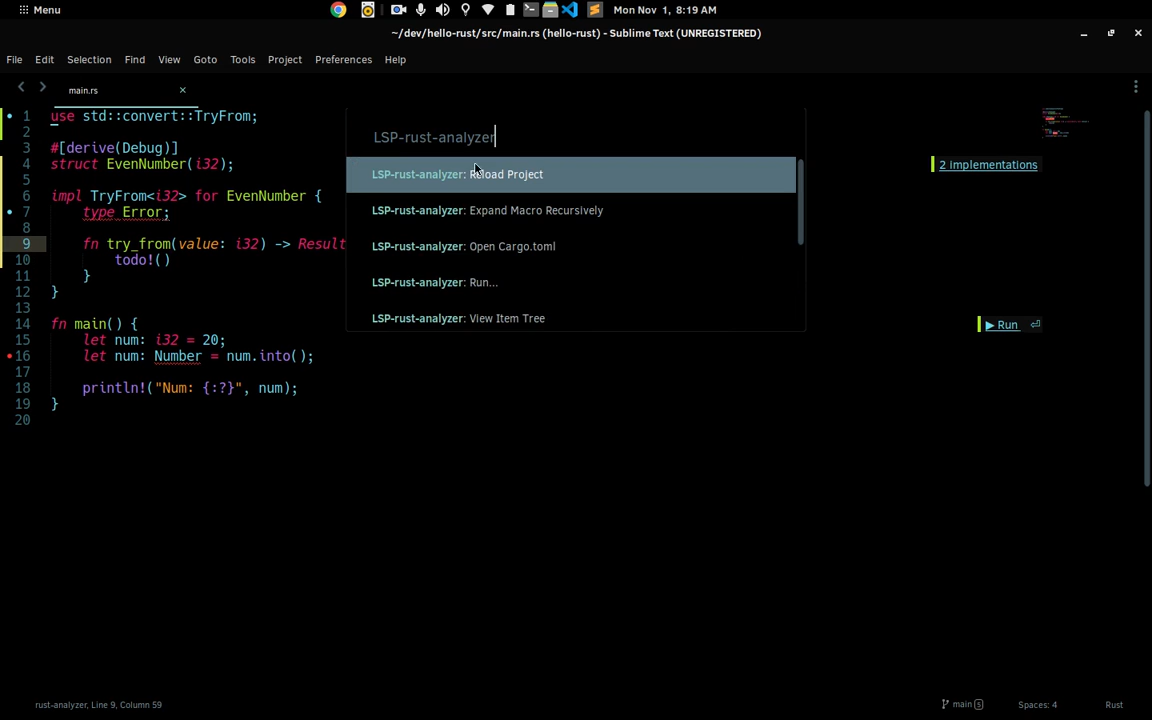 Menu
Mon Nov 1, 8:19 AM
~/dev/hello-rust/src/main.rs (hello-rust) - Sublime Text (UNREGISTERED)
File Edit Selection Find View Goto Tools Project Preferences Help
main.rs
1 use std::convert::TryFrom;
2
3 #[derive(Debug)]
4 struct EvenNumber(i32);
5
6 impl TryFrom<i32> for EvenNumber {
7 type Error;
8
9 fn try_from(value: i32) -> Result
10 todo!()
11 }
12 }
13
14 fn main() {
15 let num: i32 = 20;
16 let num: Number = num.into();
17
18 println!("Num: {:?}", num);
19 }
20
LSP-rust-analyzer
LSP-rust-analyzer: Reload Project
LSP-rust-analyzer: Expand Macro Recursively
LSP-rust-analyzer: Open Cargo.toml
LSP-rust-analyzer: Run...
LSP-rust-analyzer: View Item Tree
2 implementations
▶ Run
rust-analyzer, Line 9, Column 59
main 5
Spaces: 4
Rust